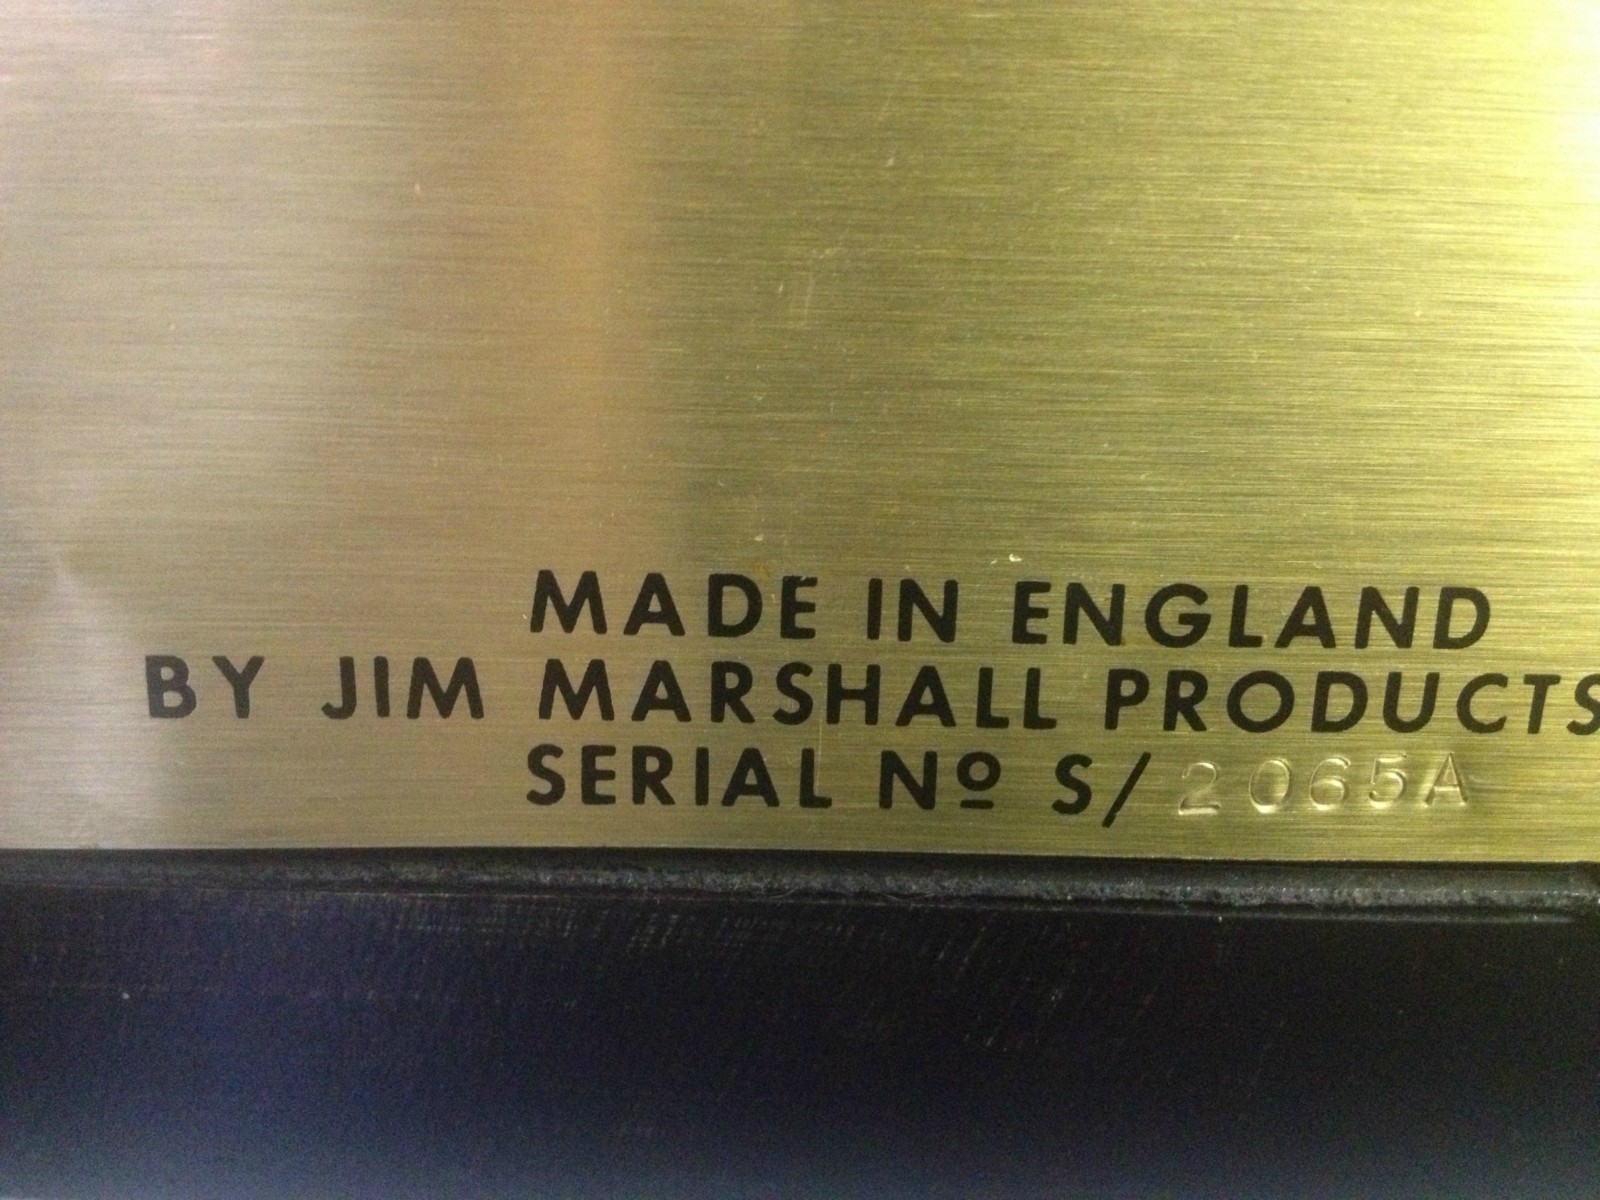 MADE IN ENGLAND
BY JIM MARSHALL PRODUCTS
SERIAL Nº S/ 2065A